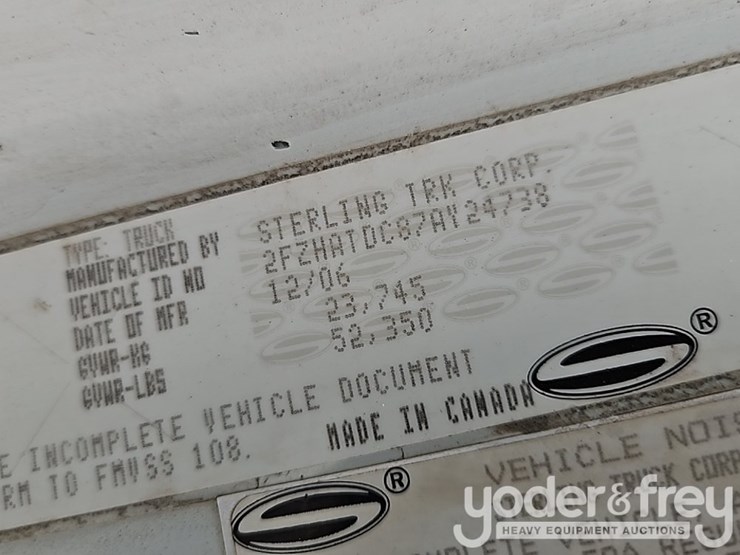 TYPE: TRUCK
MANUFACTURED BY STERLING TRK CORP.
VEHICLE ID NO 2FZHATDC87AY24738
DATE OF MFR 12/06
GVWR-KG 23,745
GVWR-LBS 52,350
E INCOMPLETE VEHICLE DOCUMENT
RM TO FMVSS 108. MADE IN CANADA
®
®
VEHICLE NOIS
TRUCK CORP
yoder&frey
HEAVY EQUIPMENT AUCTIONS